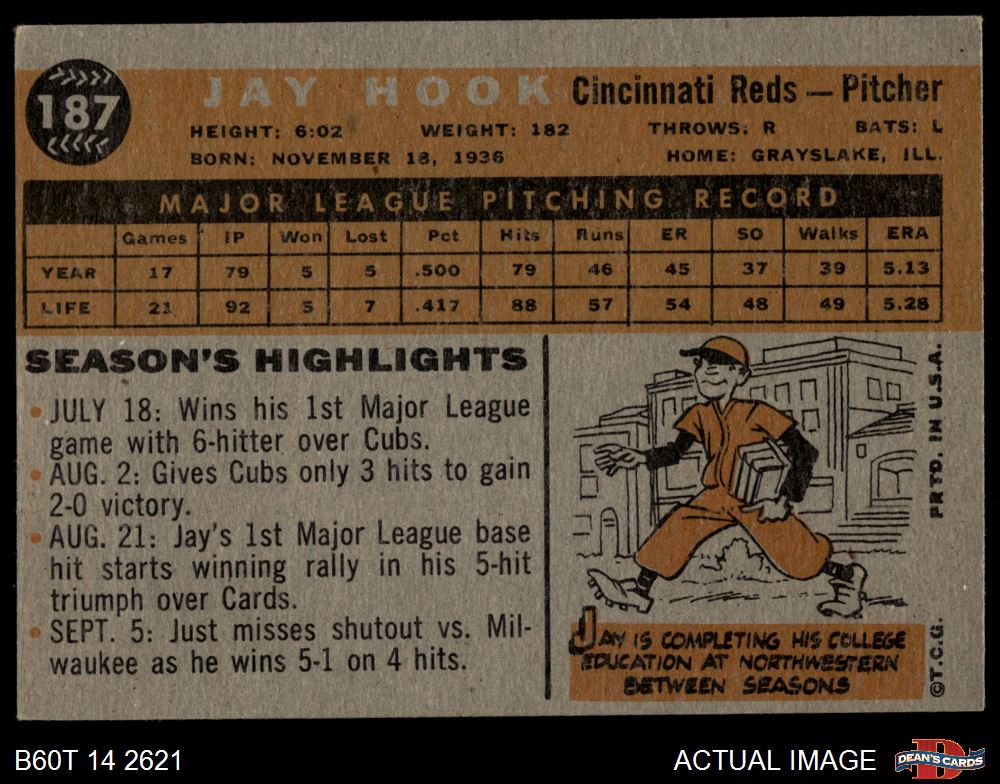 187
JAY HOOK Cincinnati Reds — Pitcher
HEIGHT: 6:02 WEIGHT: 182 THROWS: R BATS: L
BORN: NOVEMBER 18, 1936 HOME: GRAYSLAKE, ILL.
MAJOR LEAGUE PITCHING RECORD
Games IP Won Lost Pct Hits Runs ER SO Walks ERA
YEAR 17 79 5 5 .500 79 46 45 37 39 5.13
LIFE 21 92 5 7 .417 88 57 54 48 49 5.28
SEASON'S HIGHLIGHTS
• JULY 18: Wins his 1st Major League
game with 6-hitter over Cubs.
• AUG. 2: Gives Cubs only 3 hits to gain
2-0 victory.
• AUG. 21: Jay's 1st Major League base
hit starts winning rally in his 5-hit
triumph over Cards.
• SEPT. 5: Just misses shutout vs. Mil-
waukee as he wins 5-1 on 4 hits.
JAY IS COMPLETING HIS COLLEGE
EDUCATION AT NORTHWESTERN
BETWEEN SEASONS
©T.C.G. PRTD. IN U.S.A.
B60T 14 2621 ACTUAL IMAGE
DEAN'S CARDS